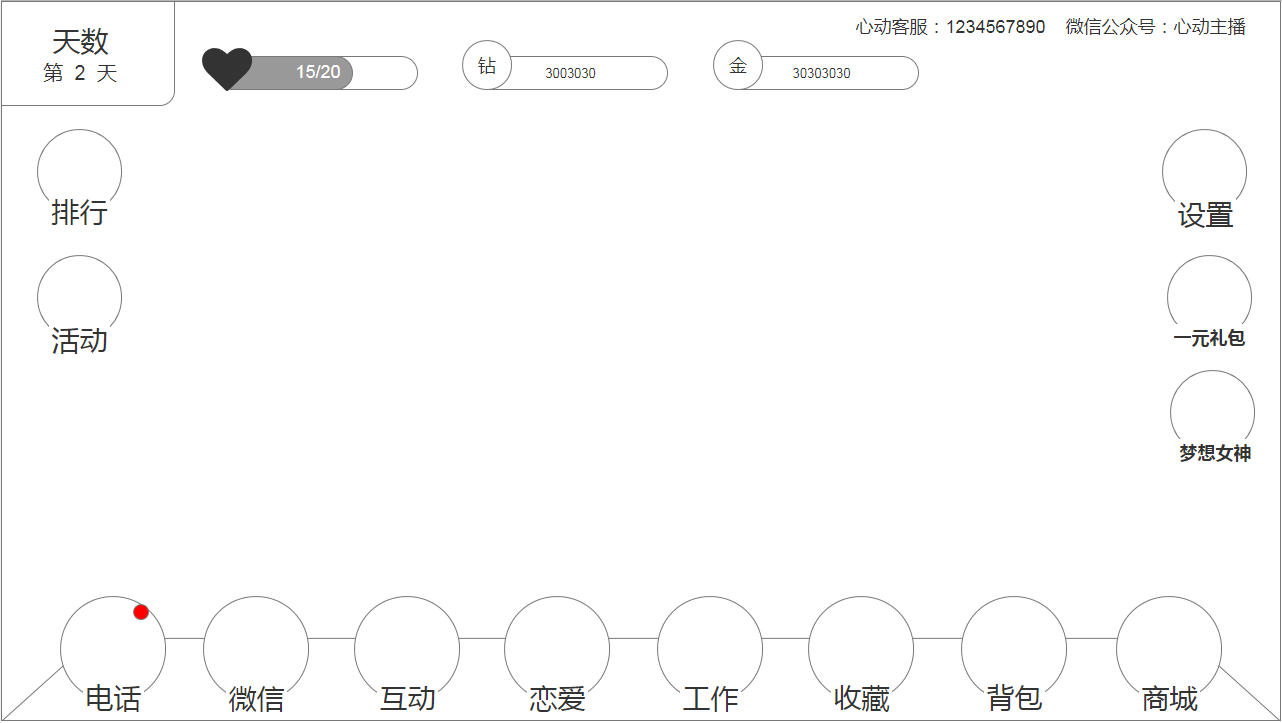 心动客服：1234567890 微信公众号：心动主播
天数
第 2 天
15/20
钻
3003030
金
30303030
排行
设置
活动
一元礼包
梦想女神
电话
微信
互动
恋爱
工作
收藏
背包
商城